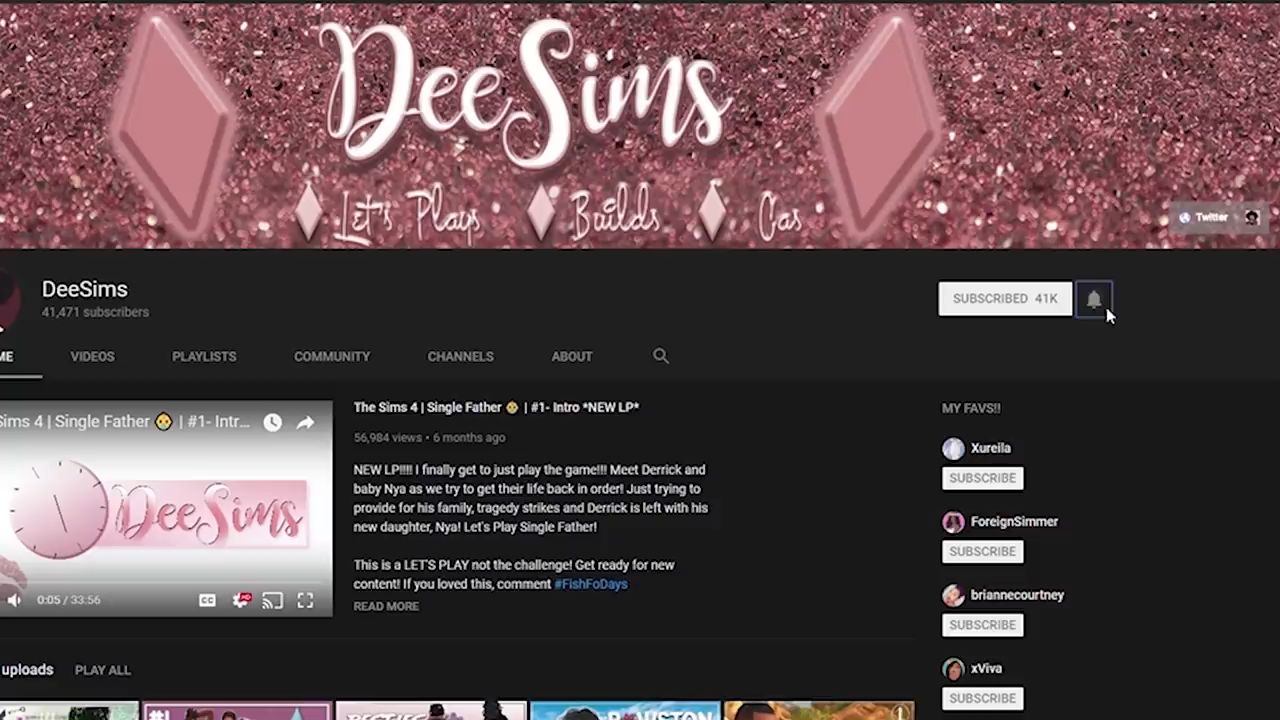 DeeSims
Let's Plays Builds Cas
Twitter
DeeSims
41,471 subscribers
SUBSCRIBED 41K
ME VIDEOS PLAYLISTS COMMUNITY CHANNELS ABOUT
Sims 4 | Single Father 👶 | #1- Intr...
DeeSims
0:05 / 33:56
CC
HD
The Sims 4 | Single Father 👶 | #1- Intro *NEW LP*
56,984 views • 6 months ago
NEW LP!!!!! I finally get to just play the game!!! Meet Derrick and
baby Nya as we try to get their life back in order! Just trying to
provide for his family, tragedy strikes and Derrick is left with his
new daughter, Nya! Let's Play Single Father!
This is a LET'S PLAY not the challenge! Get ready for new
content! If you loved this, comment #FishFoDays
READ MORE
MY FAVS!!
Xureila
SUBSCRIBE
ForeignSimmer
SUBSCRIBE
briannecourtney
SUBSCRIBE
xViva
SUBSCRIBE
uploads PLAY ALL
#1